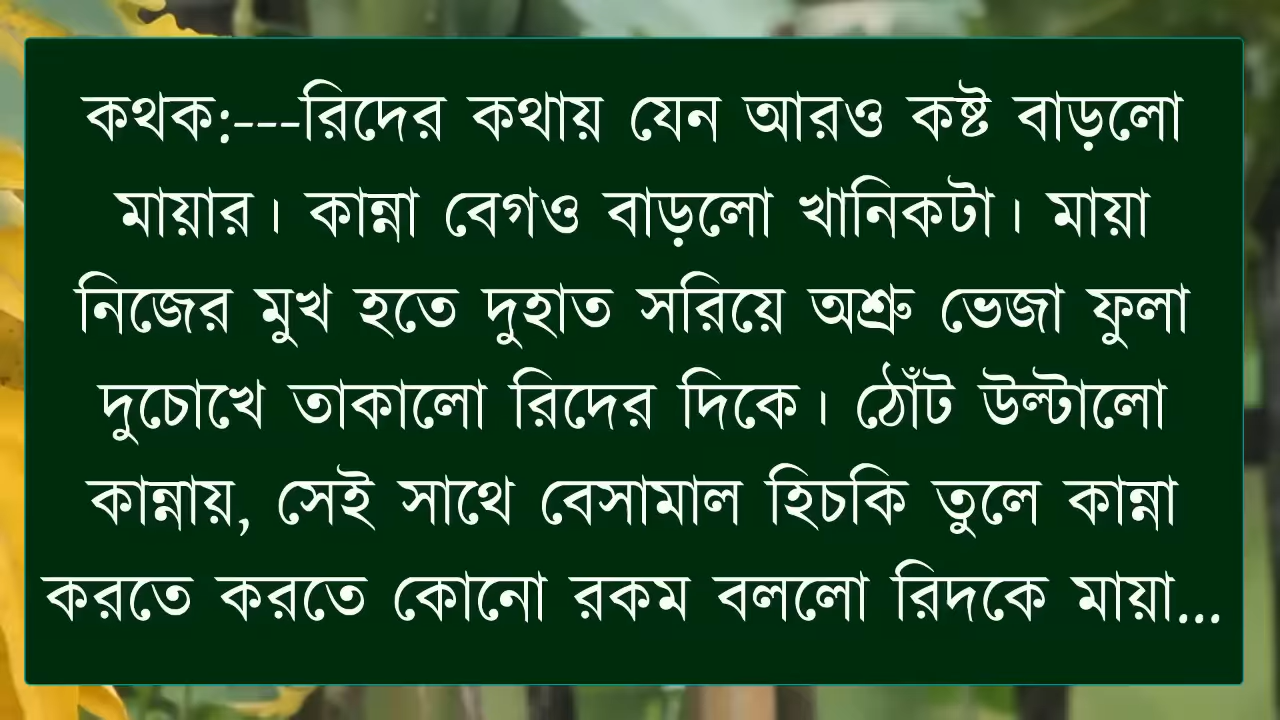 কথক:---রিদের কথায় যেন আরও কষ্ট বাড়লো
মায়ার। কান্না বেগও বাড়লো খানিকটা। মায়া
নিজের মুখ হতে দুহাত সরিয়ে অশ্রু ভেজা ফুলা
দুচোখে তাকালো রিদের দিকে। ঠোঁট উল্টালো
কান্নায়, সেই সাথে বেসামাল হিচকি তুলে কান্না
করতে করতে কোনো রকম বললো রিদকে মায়া...